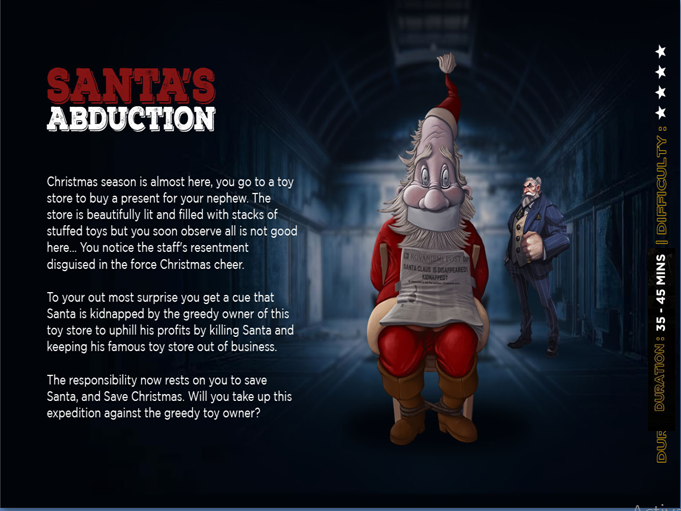 SANTA'S
ABDUCTION
Christmas season is almost here, you go to a toy
store to buy a present for your nephew. The
store is beautifully lit and filled with stacks of
stuffed toys but you soon observe all is not good
here... You notice the staff's resentment
disguised in the force Christmas cheer.
To your out most surprise you get a cue that
Santa is kidnapped by the greedy owner of this
toy store to uphill his profits by killing Santa and
keeping his famous toy store out of business.
The responsibility now rests on you to save
Santa, and Save Christmas. Will you take up this
expedition against the greedy toy owner?
SANTA CLAUS IS DISAPPEARED
KIDNAPPED?
DUR DURATION : 35 - 45 MINS | DIFFICULTY :